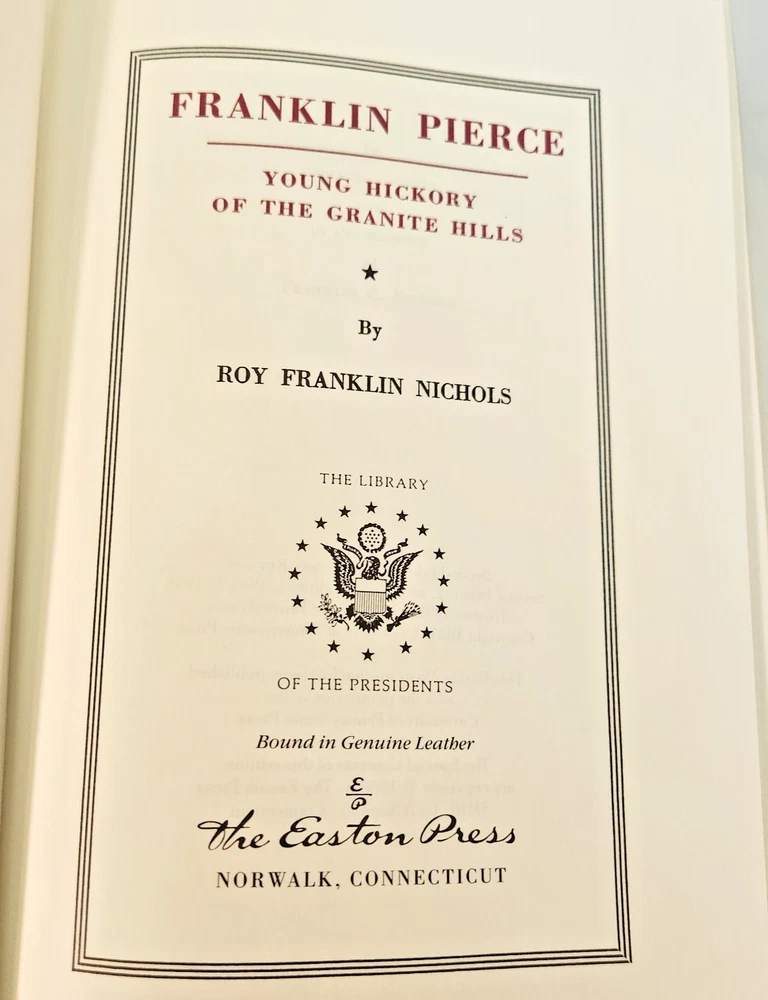 FRANKLIN PIERCE
YOUNG HICKORY
OF THE GRANITE HILLS
By
ROY FRANKLIN NICHOLS
THE LIBRARY
OF THE PRESIDENTS
Bound in Genuine Leather
E
P
The Easton Press
NORWALK, CONNECTICUT